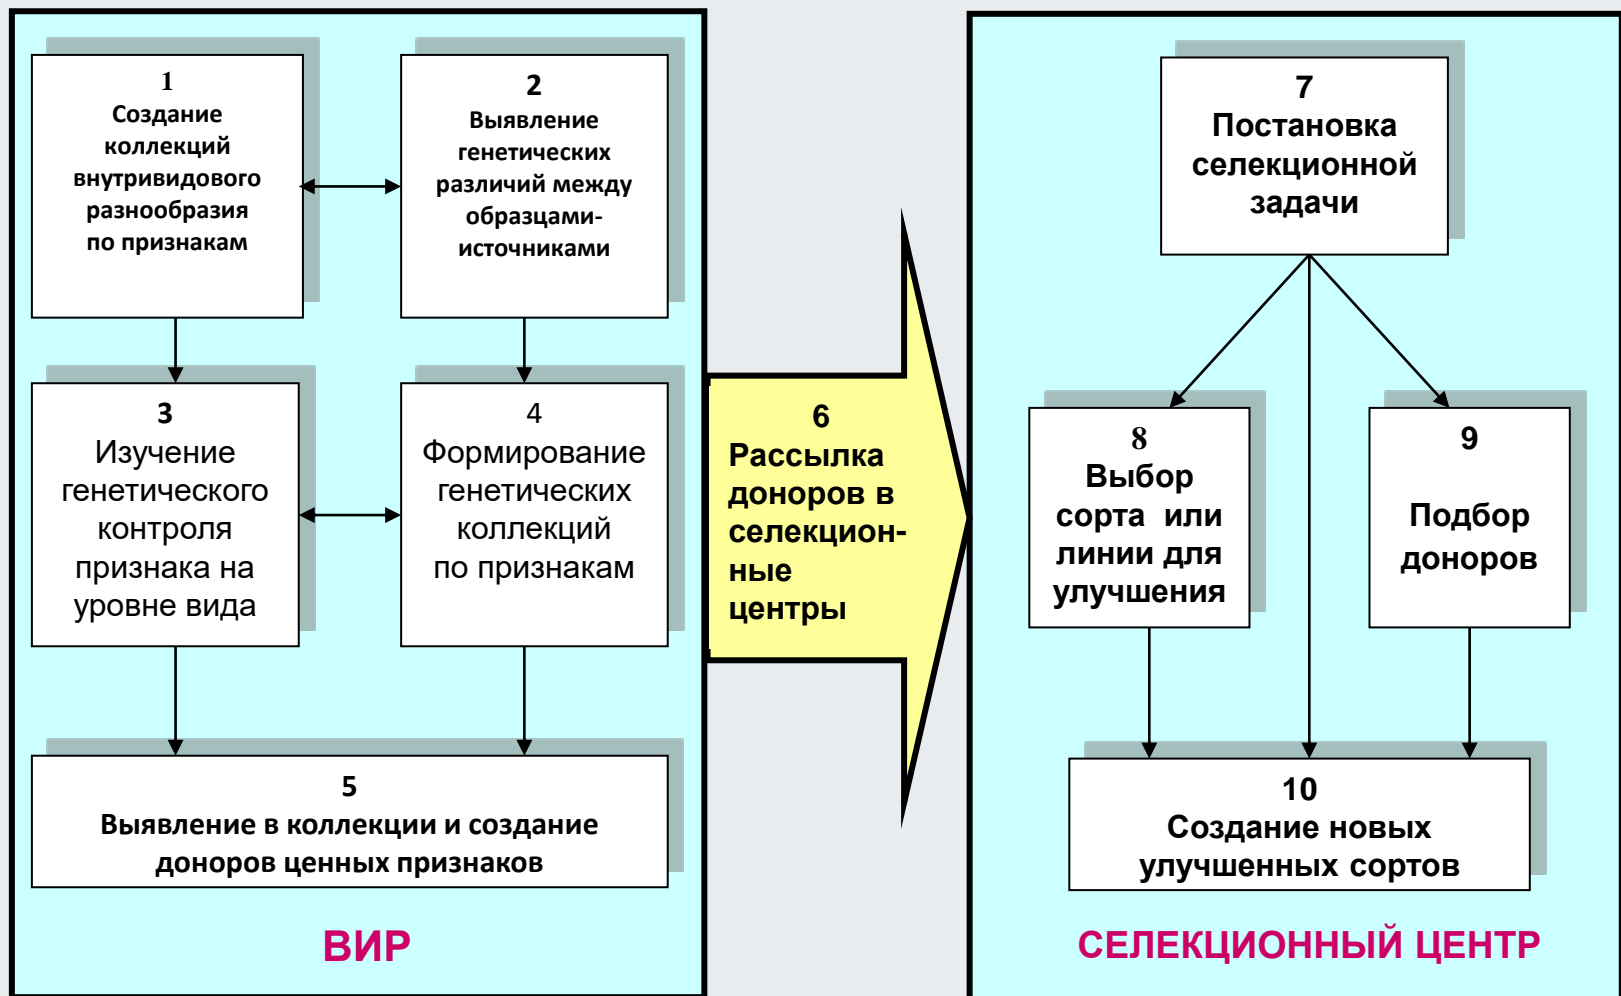 1
Создание
коллекций
внутривидового
разнообразия
по признакам
2
Выявление
генетических
различий между
образцами-
источниками
3
Изучение
генетического
контроля
признака на
уровне вида
4
Формирование
генетических
коллекций
по признакам
5
Выявление в коллекции и создание
доноров ценных признаков
ВИР
6
Рассылка
доноров в
селекцион-
ные
центры
7
Постановка
селекционной
задачи
8
Выбор
сорта или
линии для
улучшения
9
Подбор
доноров
10
Создание новых
улучшенных сортов
СЕЛЕКЦИОННЫЙ ЦЕНТР